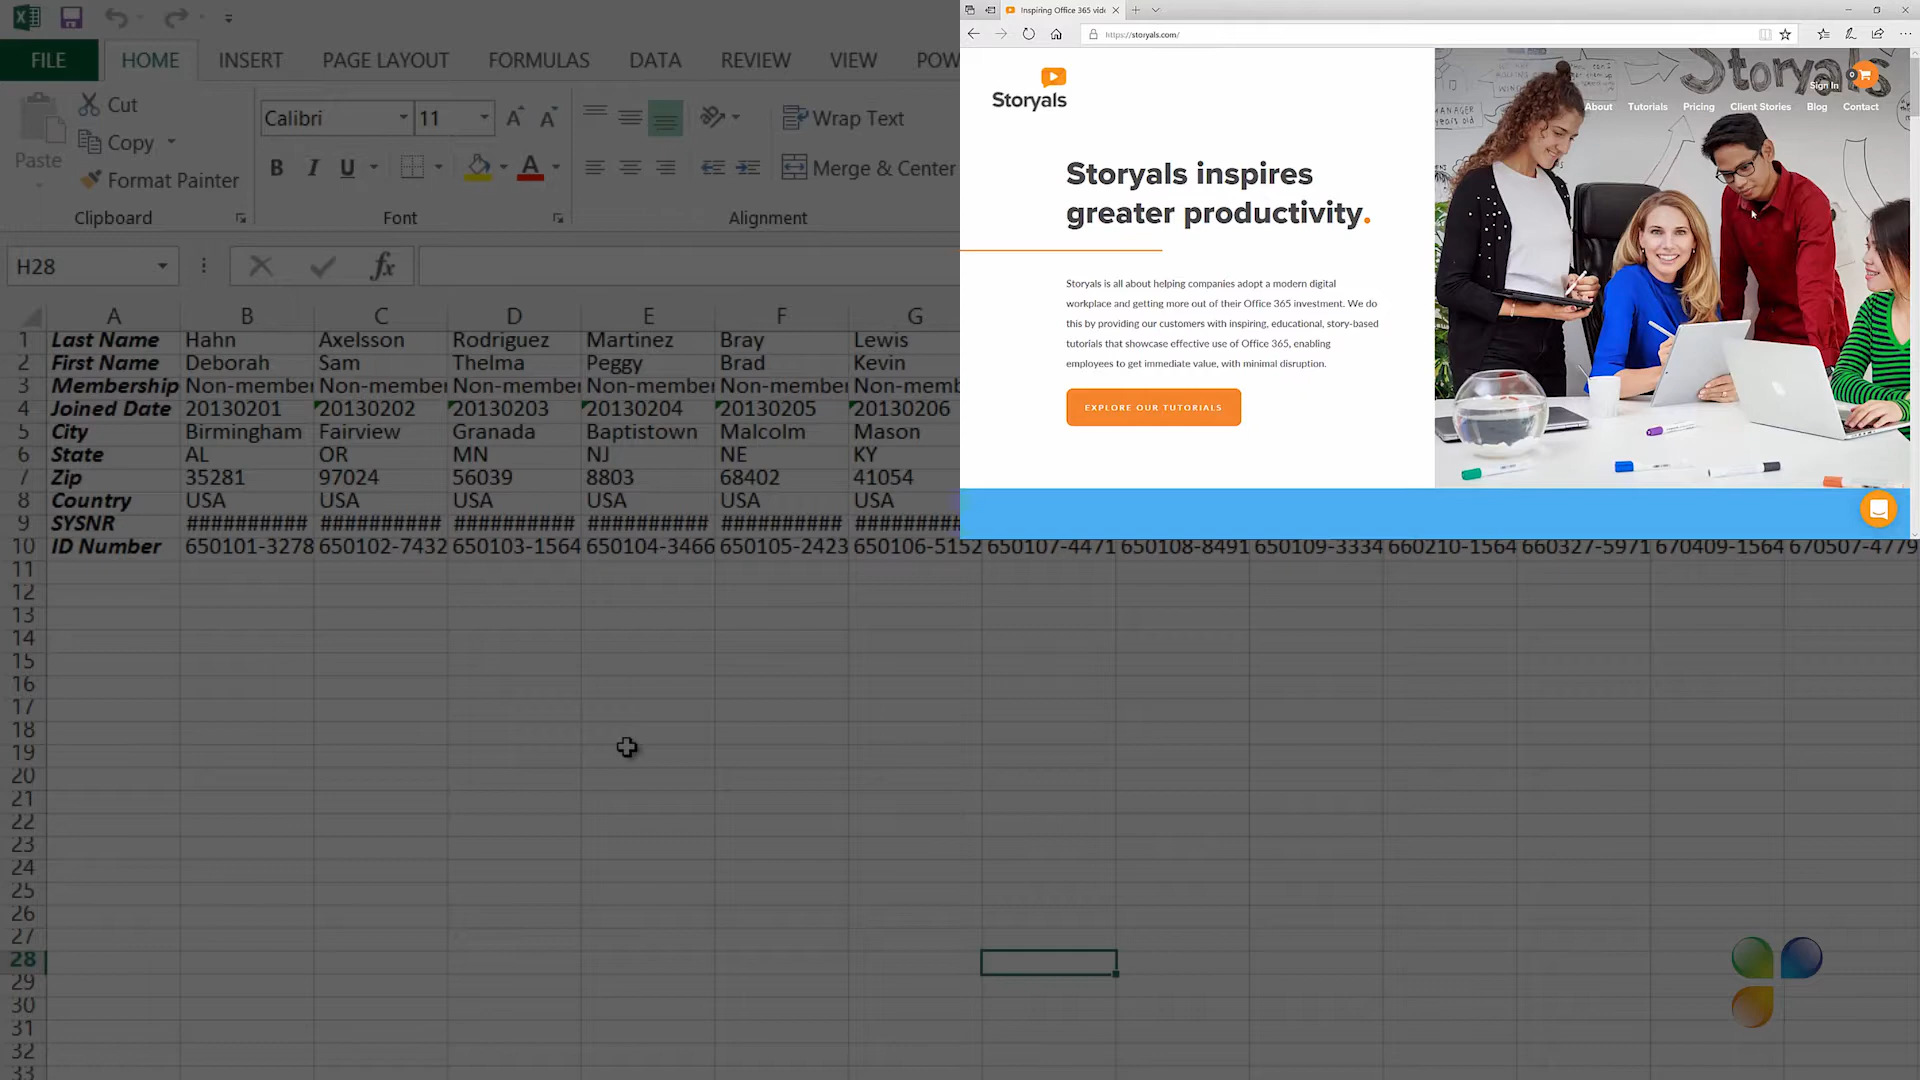 FILE HOME INSERT PAGE LAYOUT FORMULAS DATA REVIEW VIEW POW
Cut
Copy
Paste
Format Painter
Clipboard
Calibri 11
B I U A
Font
Wrap Text
Merge & Center
Alignment
H28 fx
A B C D E F G
1 Last Name Hahn Axelsson Rodriguez Martinez Bray Lewis
2 First Name Deborah Sam Thelma Peggy Brad Kevin
3 Membership Non-member Non-member Non-member Non-member Non-member Non-memb
4 Joined Date 20130201 20130202 20130203 20130204 20130205 20130206
5 City Birmingham Fairview Granada Baptistown Malcolm Mason
6 State AL OR MN NJ NE KY
7 Zip 35281 97024 56039 8803 68402 41054
8 Country USA USA USA USA USA USA
9 SYSNR ########## ########## ########## ########## ########## #########
10 ID Number 650101-3278 650102-7432 650103-1564 650104-3466 650105-2423 650106-5152 650107-4471 650108-8491 650109-3334 660210-1564 660327-5971 670409-1564 670507-4779
11
12
13
14
15
16
17
18
19
20
21
22
23
24
25
26
27
28
29
30
31
32
33
Inspiring Office 365 vid
https://storyals.com/
Storyals
Storyals
0
Sign In
About Tutorials Pricing Client Stories Blog Contact
MANAGER
years old
Storyals inspires
greater productivity.
Storyals is all about helping companies adopt a modern digital
workplace and getting more out of their Office 365 investment. We do
this by providing our customers with inspiring, educational, story-based
tutorials that showcase effective use of Office 365, enabling
employees to get immediate value, with minimal disruption.
EXPLORE OUR TUTORIALS